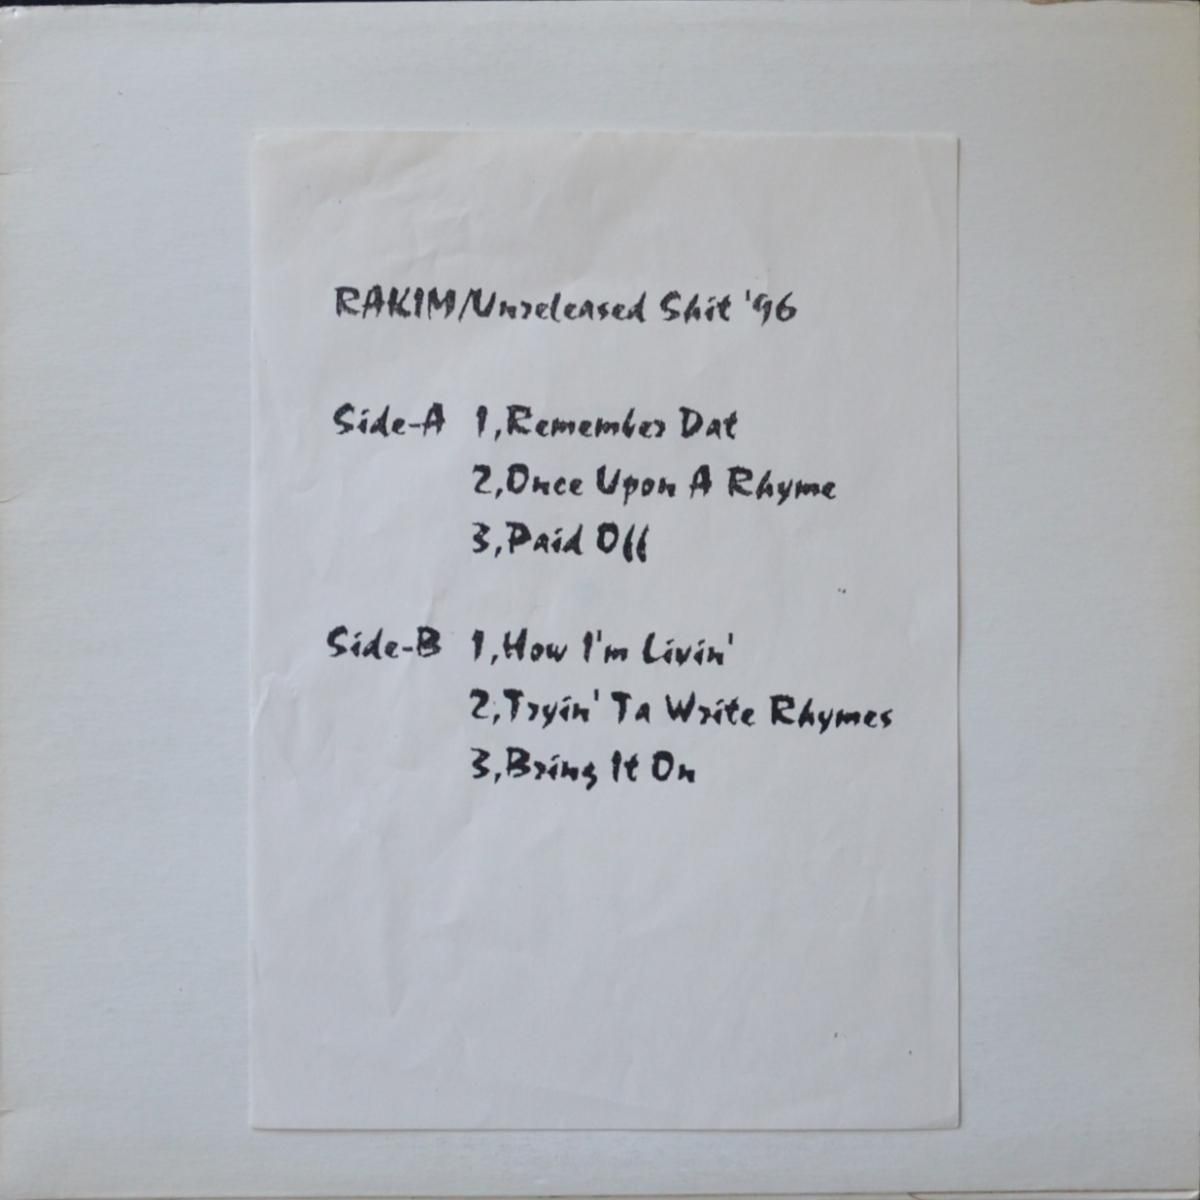 RAKIM/Unreleased Shit '96
Side-A 1,Remember Dat
2,Once Upon A Rhyme
3,Paid Off
Side-B 1,How I'm Livin'
2,Tryin' Ta Write Rhymes
3,Bring It On